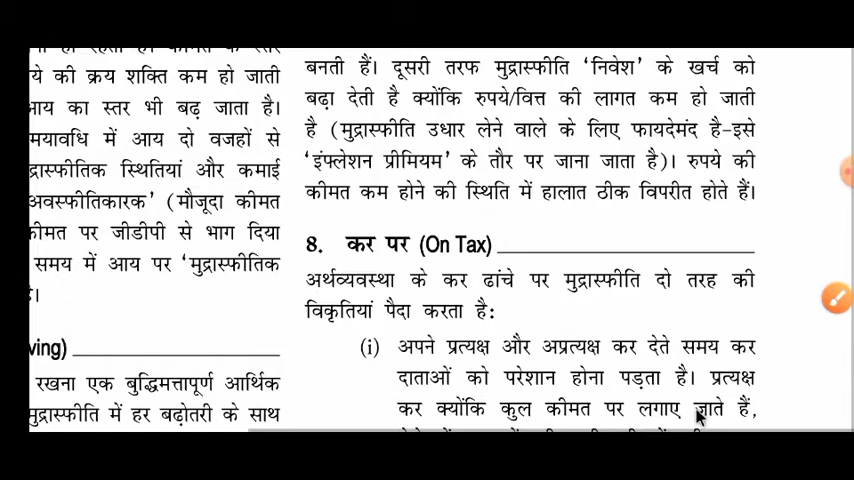 ये की क्रय शक्ति कम हो जाती
आय का स्तर भी बढ़ जाता है।
मयावधि में आय दो वजहों से
द्रास्फीतिक स्थितियां और कमाई
अवस्फीतिकारक’ (मौजूदा कीमत
कीमत पर जीडीपी से भाग दिया
समय में आय पर ‘मुद्रास्फीतिक
है।
ving)
रखना एक बुद्धिमत्तापूर्ण आर्थिक
मुद्रास्फीति में हर बढ़ोतरी के साथ
बनती हैं। दूसरी तरफ मुद्रास्फीति ‘निवेश’ के खर्च को
बढ़ा देती है क्योंकि रुपये/वित्त की लागत कम हो जाती
है (मुद्रास्फीति उधार लेने वाले के लिए फायदेमंद है-इसे
‘इंफ्लेशन प्रीमियम’ के तौर पर जाना जाता है)। रुपये की
कीमत कम होने की स्थिति में हालात ठीक विपरीत होते हैं।
8. कर पर (On Tax)
अर्थव्यवस्था के कर ढांचे पर मुद्रास्फीति दो तरह की
विकृतियां पैदा करता है:
(i) अपने प्रत्यक्ष और अप्रत्यक्ष कर देते समय कर
दाताओं को परेशान होना पड़ता है। प्रत्यक्ष
कर क्योंकि कुल कीमत पर लगाए जाते हैं,